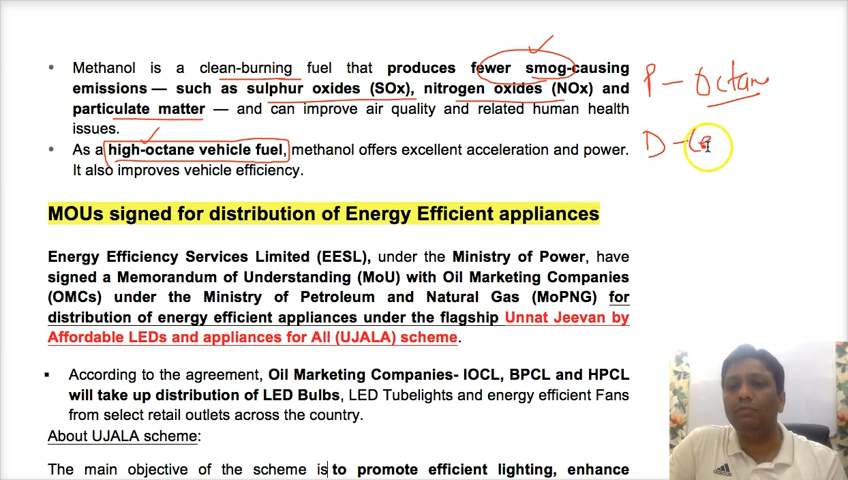 • Methanol is a clean-burning fuel that produces fewer smog-causing
emissions — such as sulphur oxides (SOx), nitrogen oxides (NOx) and
particulate matter — and can improve air quality and related human health
issues.
• As a high-octane vehicle fuel, methanol offers excellent acceleration and power.
It also improves vehicle efficiency.
P – Octane
D –
MOUs signed for distribution of Energy Efficient appliances
Energy Efficiency Services Limited (EESL), under the Ministry of Power, have
signed a Memorandum of Understanding (MoU) with Oil Marketing Companies
(OMCs) under the Ministry of Petroleum and Natural Gas (MoPNG) for
distribution of energy efficient appliances under the flagship Unnat Jeevan by
Affordable LEDs and appliances for All (UJALA) scheme.
▪ According to the agreement, Oil Marketing Companies- IOCL, BPCL and HPCL
will take up distribution of LED Bulbs, LED Tubelights and energy efficient Fans
from select retail outlets across the country.
About UJALA scheme:
The main objective of the scheme is to promote efficient lighting, enhance